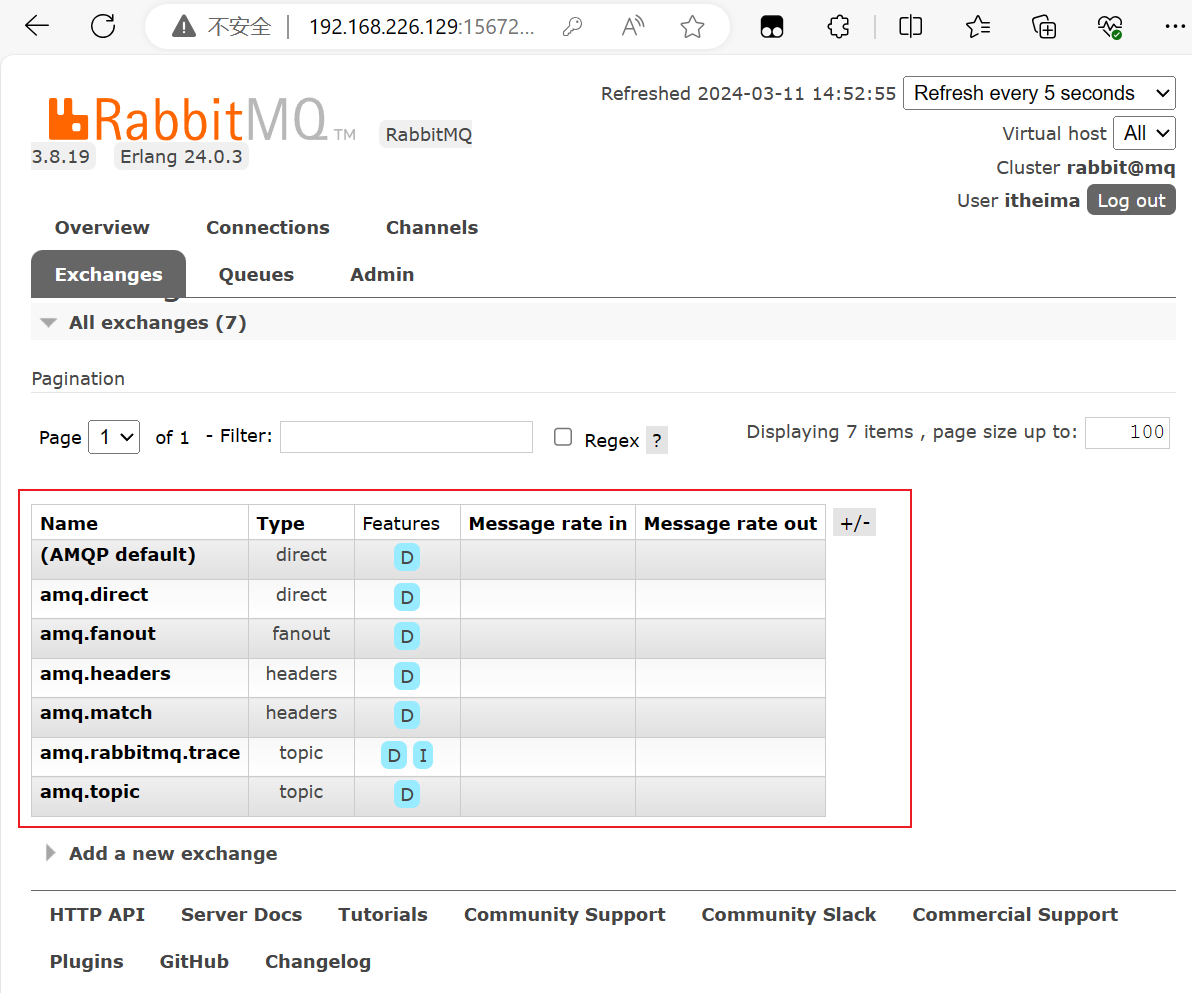 不安全 192.168.226.129:15672...
Refreshed 2024-03-11 14:52:55 Refresh every 5 seconds
RabbitMQ TM RabbitMQ
Virtual host All
3.8.19 Erlang 24.0.3
Cluster rabbit@mq
User itheima Log out
Overview Connections Channels
Exchanges Queues Admin
All exchanges (7)
Pagination
Page 1 of 1 - Filter: Regex ? Displaying 7 items , page size up to: 100
Name Type Features Message rate in Message rate out +/-
(AMQP default) direct D
amq.direct direct D
amq.fanout fanout D
amq.headers headers D
amq.match headers D
amq.rabbitmq.trace topic D I
amq.topic topic D
Add a new exchange
HTTP API Server Docs Tutorials Community Support Community Slack Commercial Support
Plugins GitHub Changelog